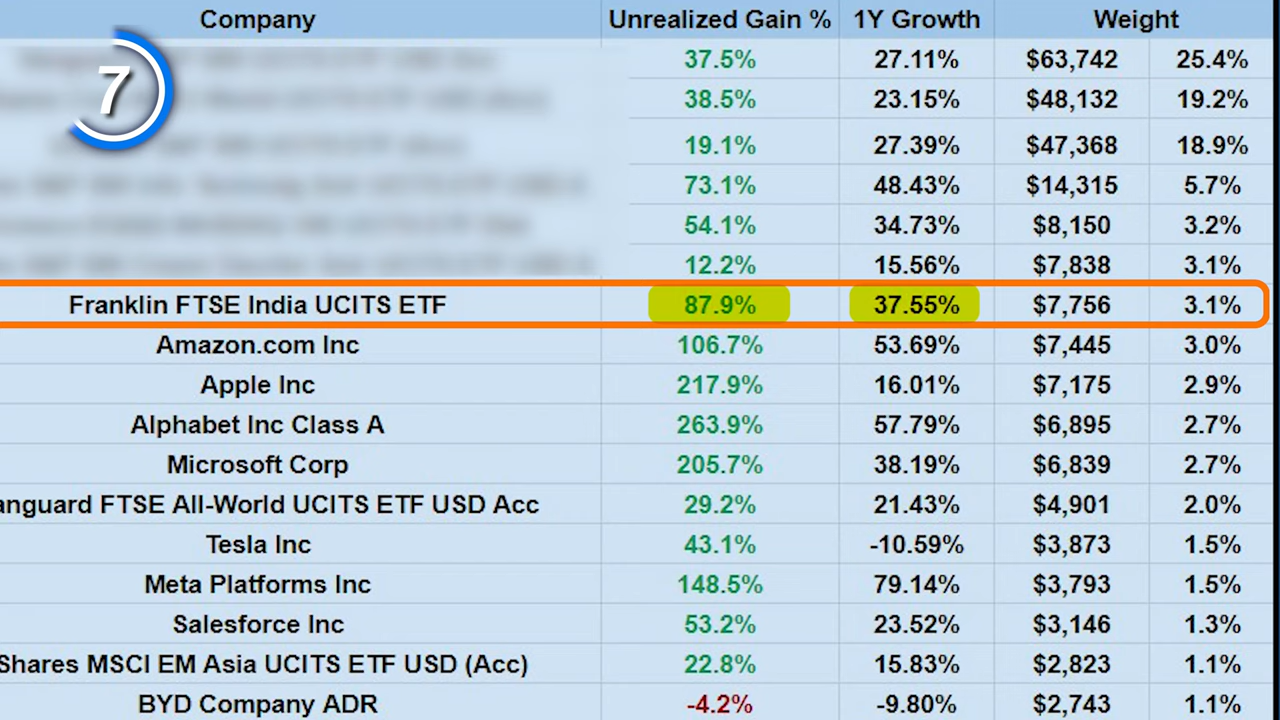 Company Unrealized Gain % 1Y Growth Weight
7
37.5% 27.11% $63,742 25.4%
38.5% 23.15% $48,132 19.2%
19.1% 27.39% $47,368 18.9%
73.1% 48.43% $14,315 5.7%
54.1% 34.73% $8,150 3.2%
12.2% 15.56% $7,838 3.1%
Franklin FTSE India UCITS ETF 87.9% 37.55% $7,756 3.1%
Amazon.com Inc 106.7% 53.69% $7,445 3.0%
Apple Inc 217.9% 16.01% $7,175 2.9%
Alphabet Inc Class A 263.9% 57.79% $6,895 2.7%
Microsoft Corp 205.7% 38.19% $6,839 2.7%
anguard FTSE All-World UCITS ETF USD Acc 29.2% 21.43% $4,901 2.0%
Tesla Inc 43.1% -10.59% $3,873 1.5%
Meta Platforms Inc 148.5% 79.14% $3,793 1.5%
Salesforce Inc 53.2% 23.52% $3,146 1.3%
Shares MSCI EM Asia UCITS ETF USD (Acc) 22.8% 15.83% $2,823 1.1%
BYD Company ADR -4.2% -9.80% $2,743 1.1%